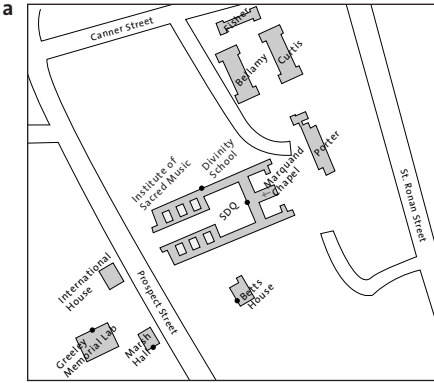 a
Canner Street
Fisher
Bellamy
Curtis
Institute of
Sacred Music
Divinity
School
Marquand
Chapel
Porter
SDQ
St. Ronan Street
International
House
Prospect Street
Betts
House
Greeley
Memorial Lab
Marsh
Hall